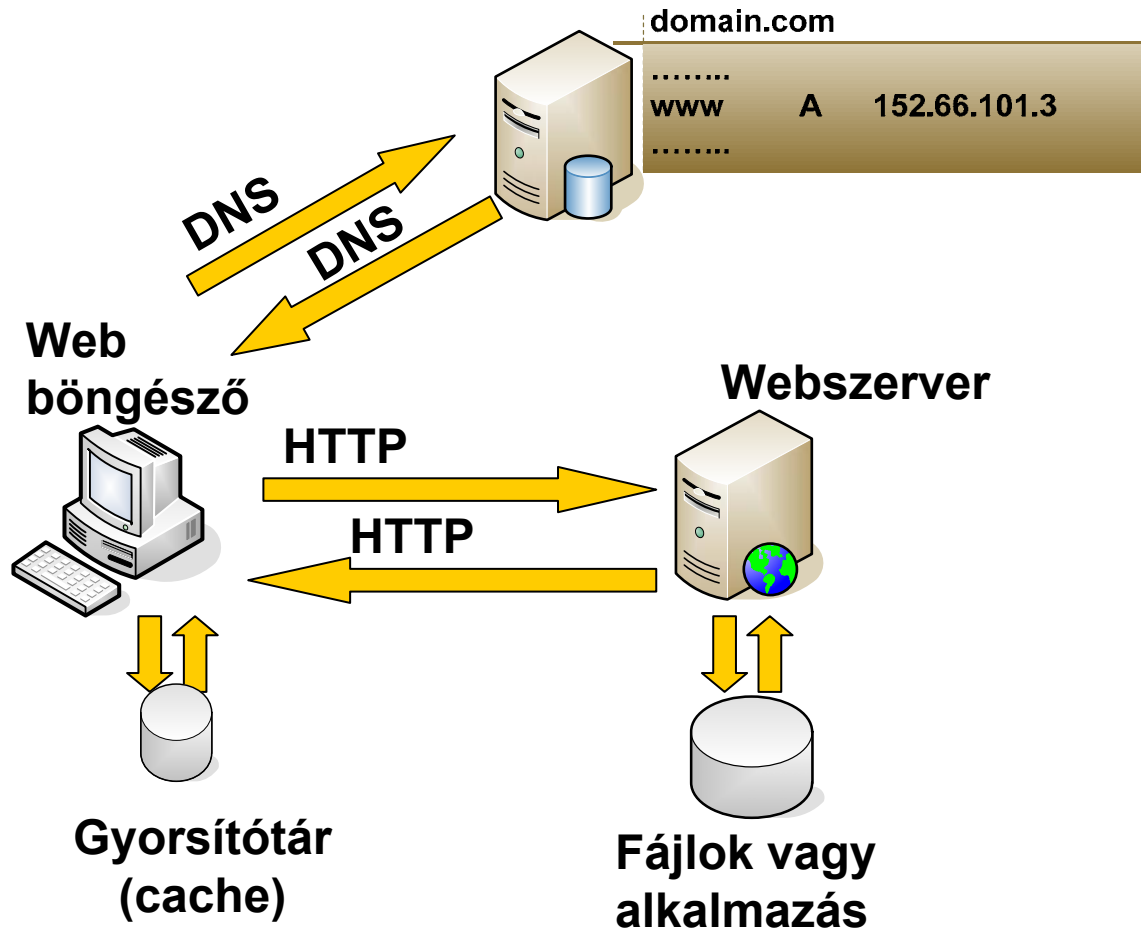 domain.com
........
www A 152.66.101.3
........
DNS
DNS
Web
böngésző
Webszerver
HTTP
HTTP
Gyorsítótár
(cache)
Fájlok vagy
alkalmazás